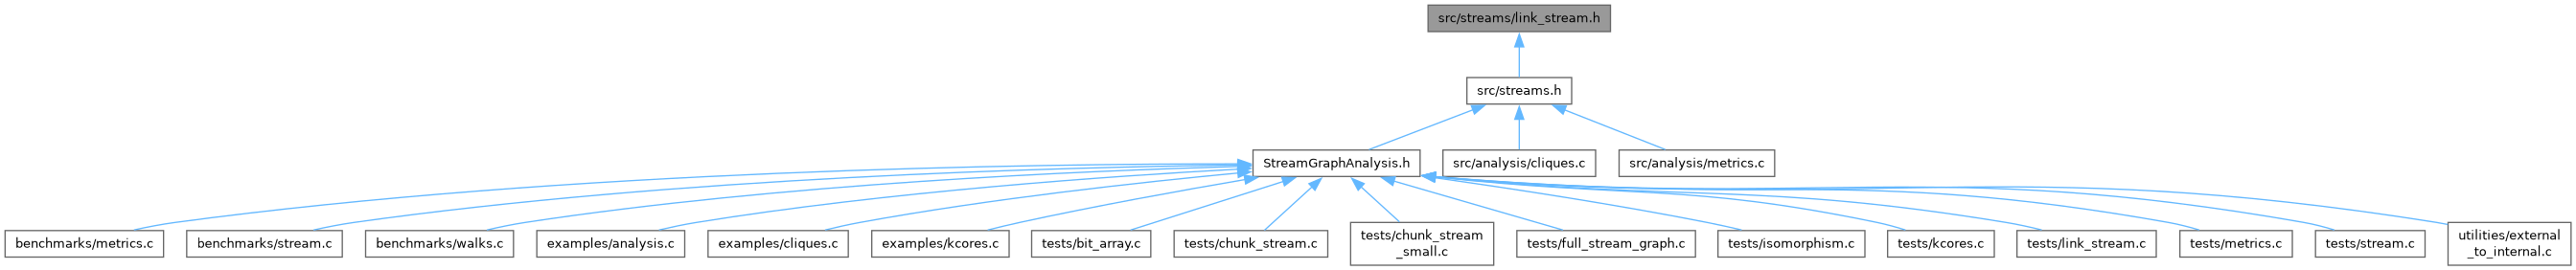 src/streams/link_stream.h
src/streams.h
StreamGraphAnalysis.h
src/analysis/cliques.c
src/analysis/metrics.c
benchmarks/metrics.c
benchmarks/stream.c
benchmarks/walks.c
examples/analysis.c
examples/cliques.c
examples/kcores.c
tests/bit_array.c
tests/chunk_stream.c
tests/chunk_stream
_small.c
tests/full_stream_graph.c
tests/isomorphism.c
tests/kcores.c
tests/link_stream.c
tests/metrics.c
tests/stream.c
utilities/external
_to_internal.c